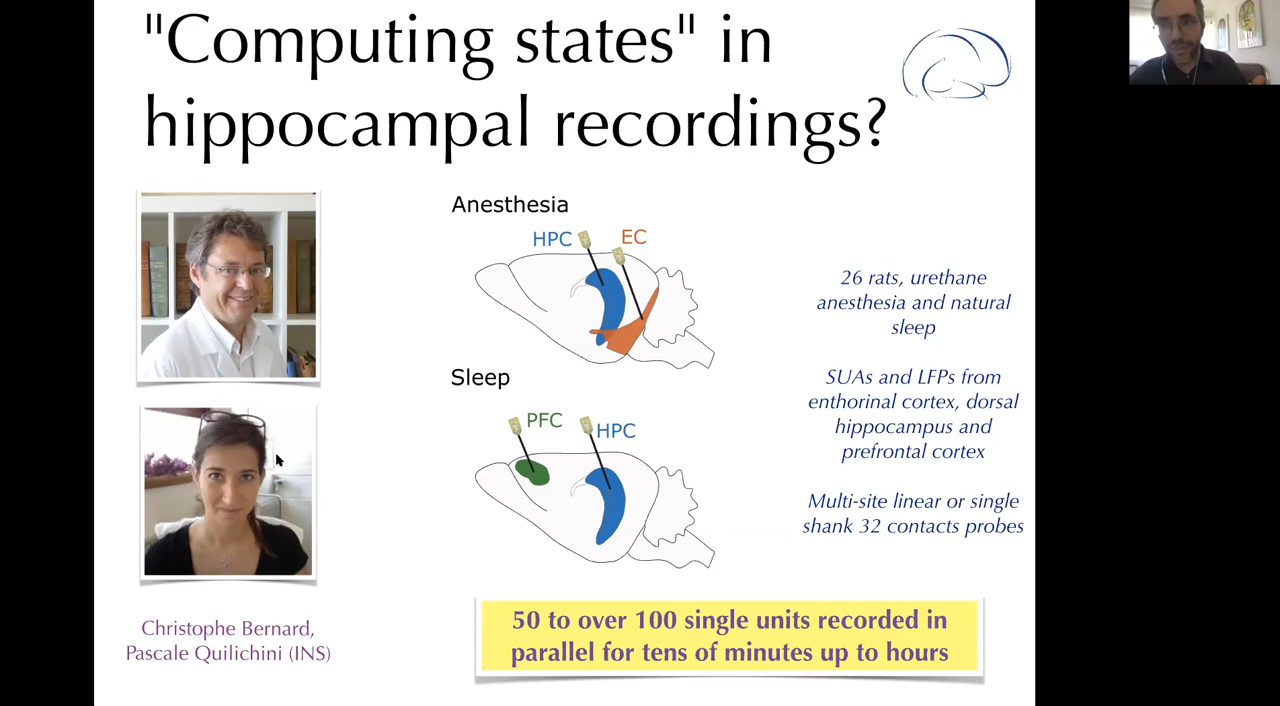 "Computing states" in
hippocampal recordings?
Anesthesia
HPC
EC
Sleep
PFC
HPC
26 rats, urethane
anesthesia and natural
sleep
SUAs and LFPs from
enthorinal cortex, dorsal
hippocampus and
prefrontal cortex
Multi-site linear or single
shank 32 contacts probes
Christophe Bernard,
Pascale Quilichini (INS)
50 to over 100 single units recorded in
parallel for tens of minutes up to hours